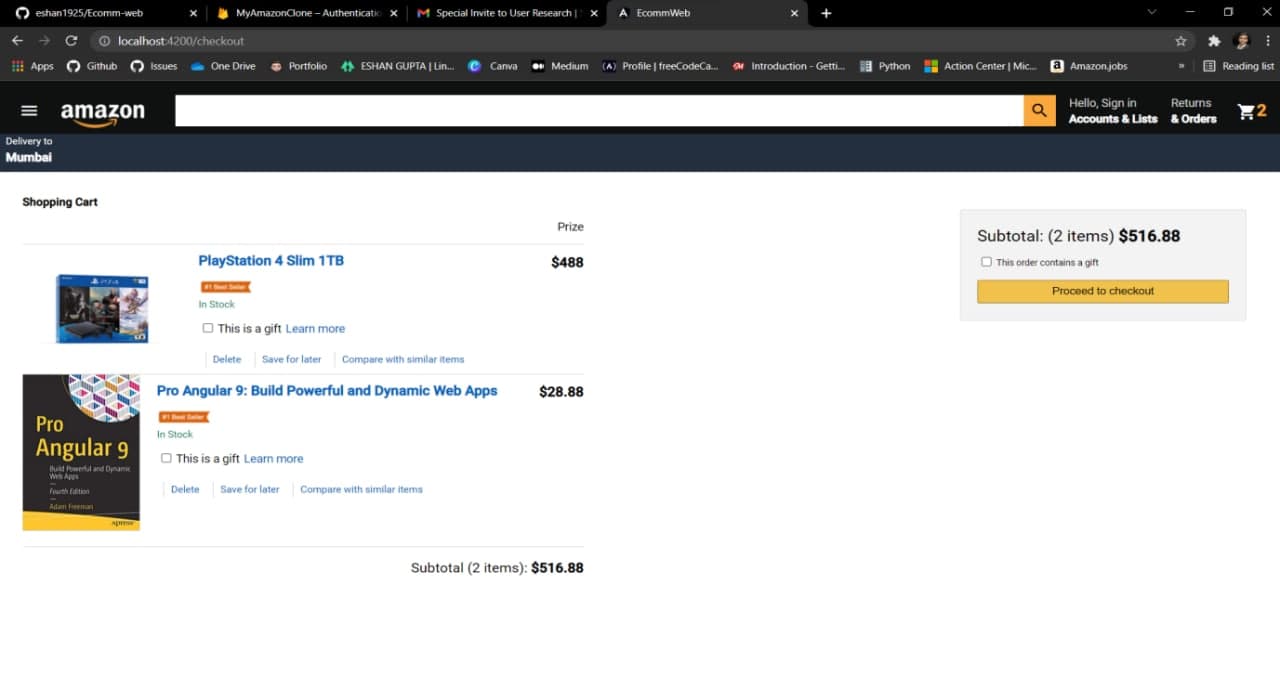 eshan1925/Ecomm-web
MyAmazonClone – Authenticatio
Special Invite to User Research |
EcommWeb
localhost:4200/checkout
Apps
Github
Issues
One Drive
Portfolio
ESHAN GUPTA | Lin...
Canva
Medium
Profile | freeCodeCa...
Introduction - Getti...
Python
Action Center | Mic...
Amazon.jobs
»
Reading list
amazon
Hello, Sign in
Accounts & Lists
Returns
& Orders
2
Delivery to
Mumbai
Shopping Cart
Prize
PlayStation 4 Slim 1TB
$488
#1 Best Seller
In Stock
This is a gift Learn more
Delete
Save for later
Compare with similar items
Pro Angular 9: Build Powerful and Dynamic Web Apps
$28.88
#1 Best Seller
In Stock
This is a gift Learn more
Delete
Save for later
Compare with similar items
Pro
Angular 9
Build Powerful and Dynamic
Web Apps
Fourth Edition
Adam Freeman
Apress
Subtotal (2 items): $516.88
Subtotal: (2 items) $516.88
This order contains a gift
Proceed to checkout